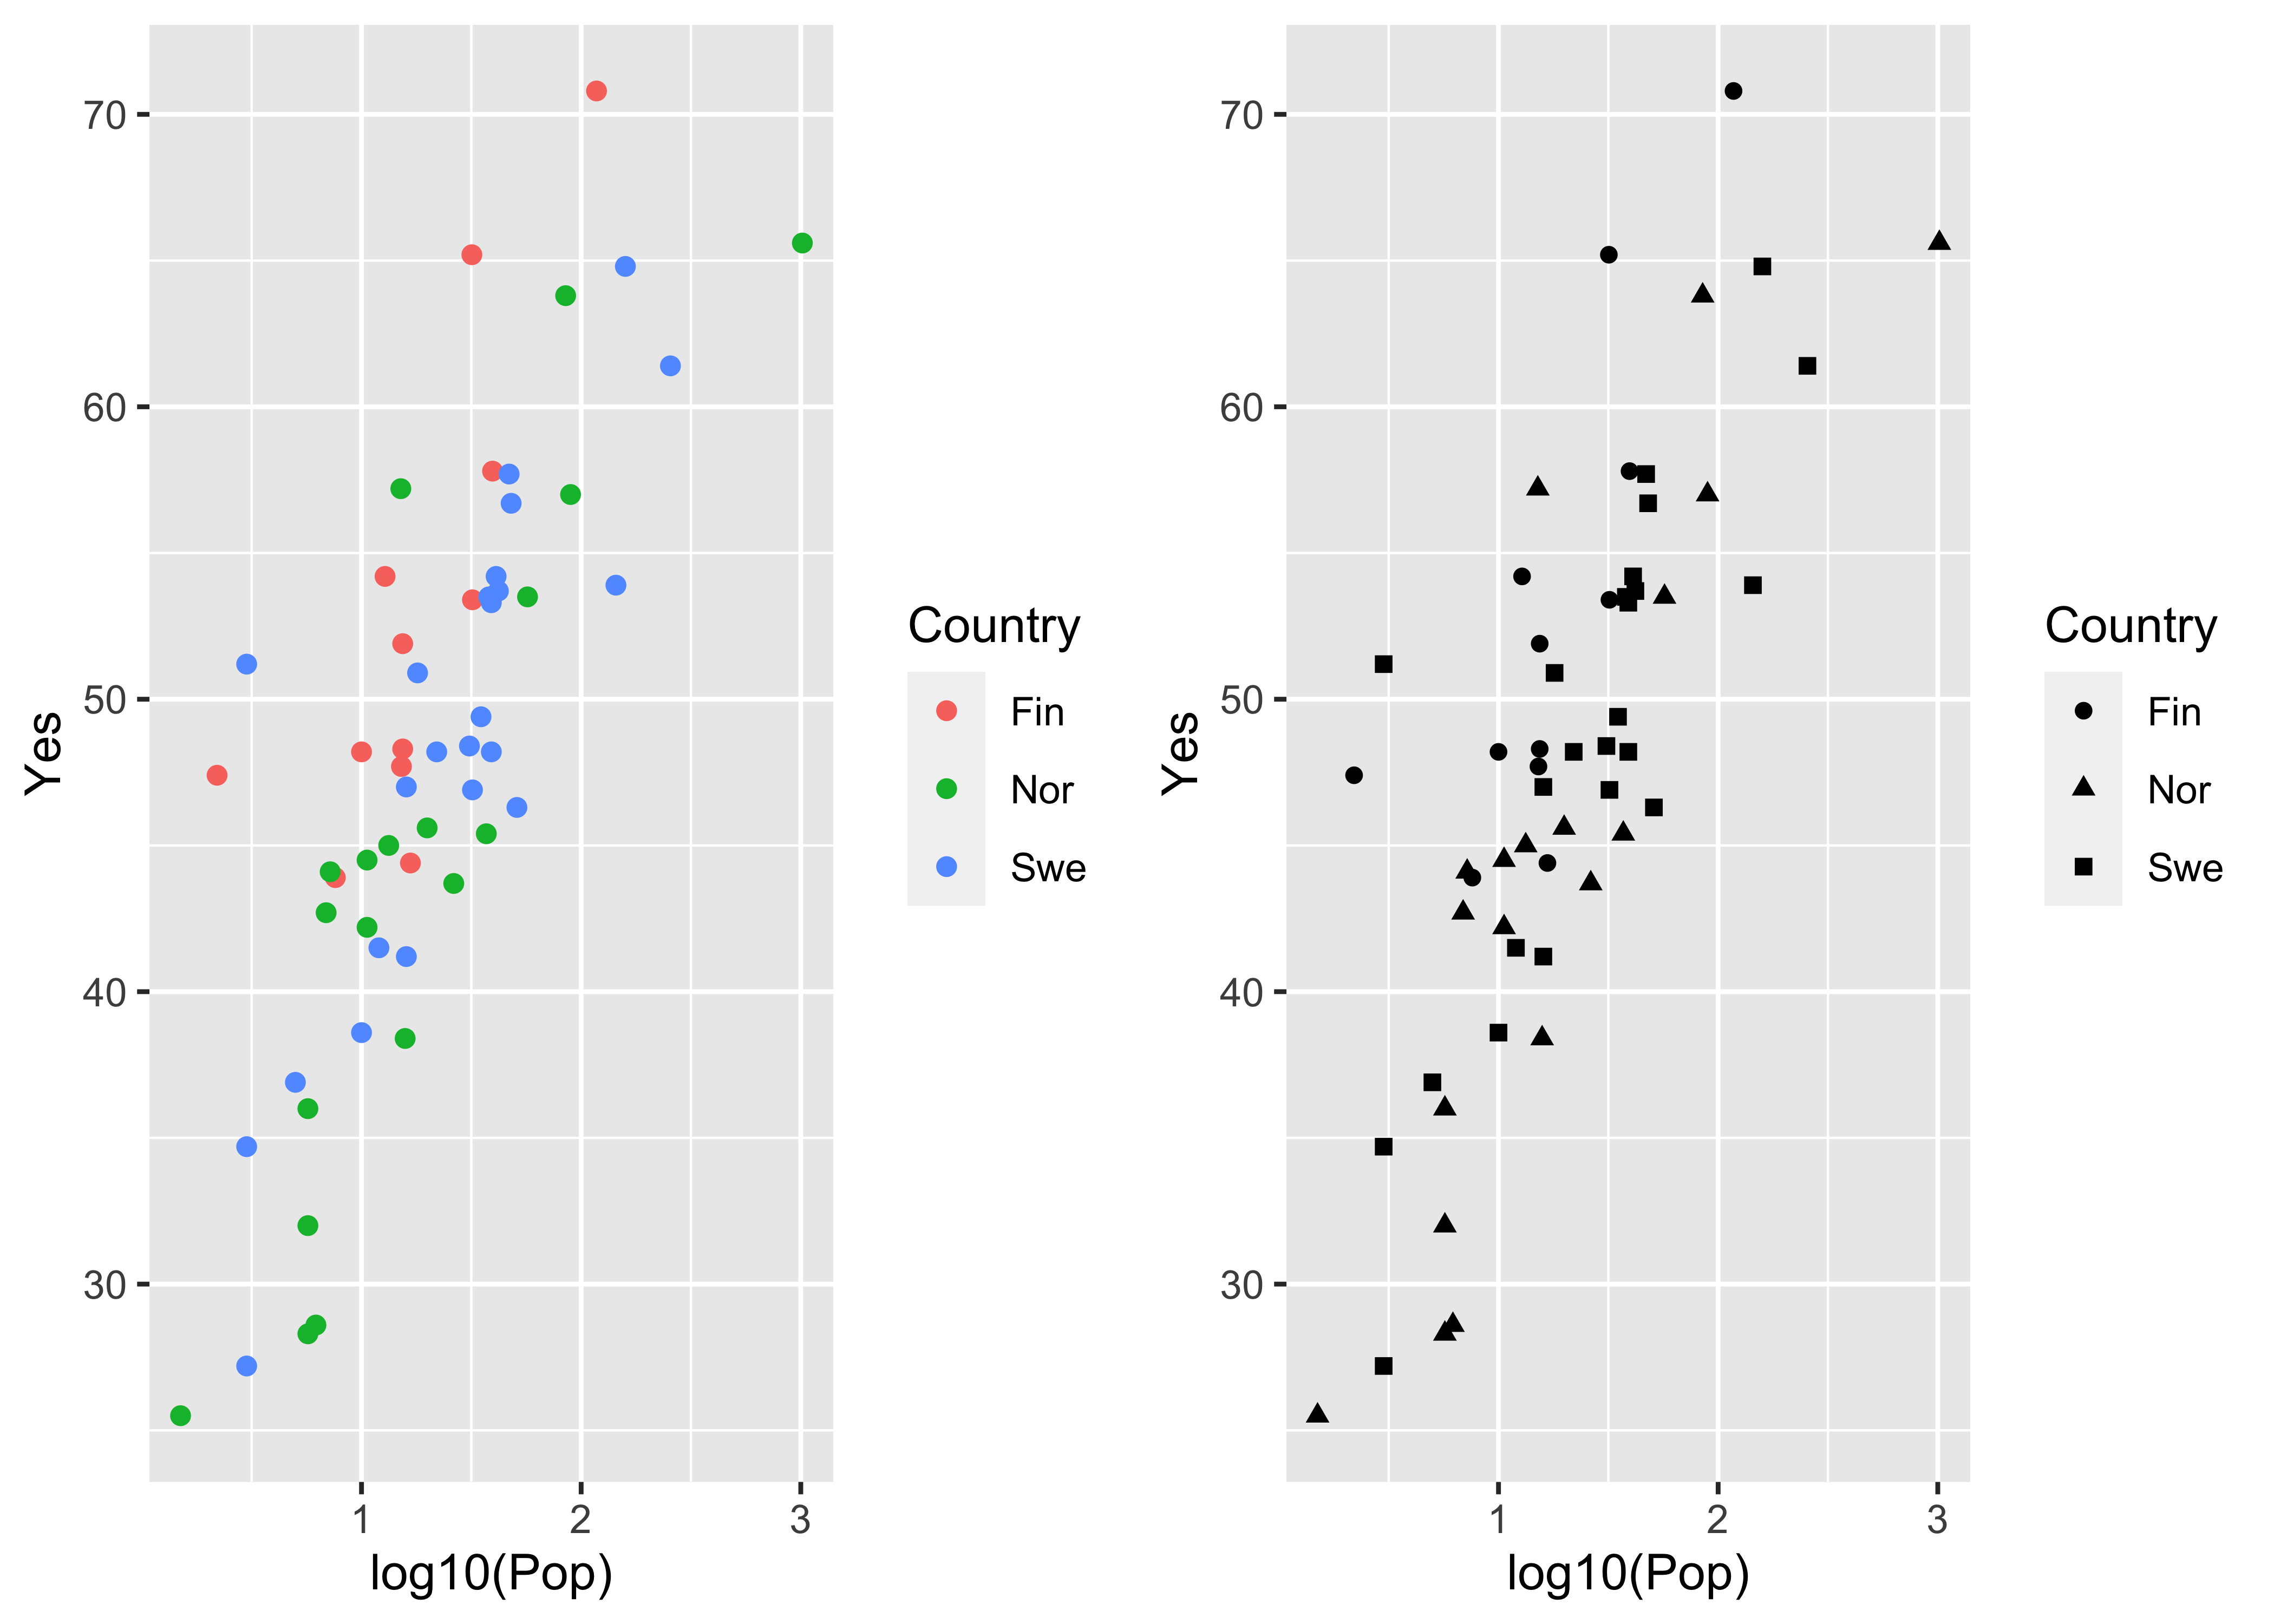 70
60
50
40
30
Yes
1 2 3
log10(Pop)
Country
Fin
Nor
Swe
70
60
50
40
30
Yes
1 2 3
log10(Pop)
Country
Fin
Nor
Swe